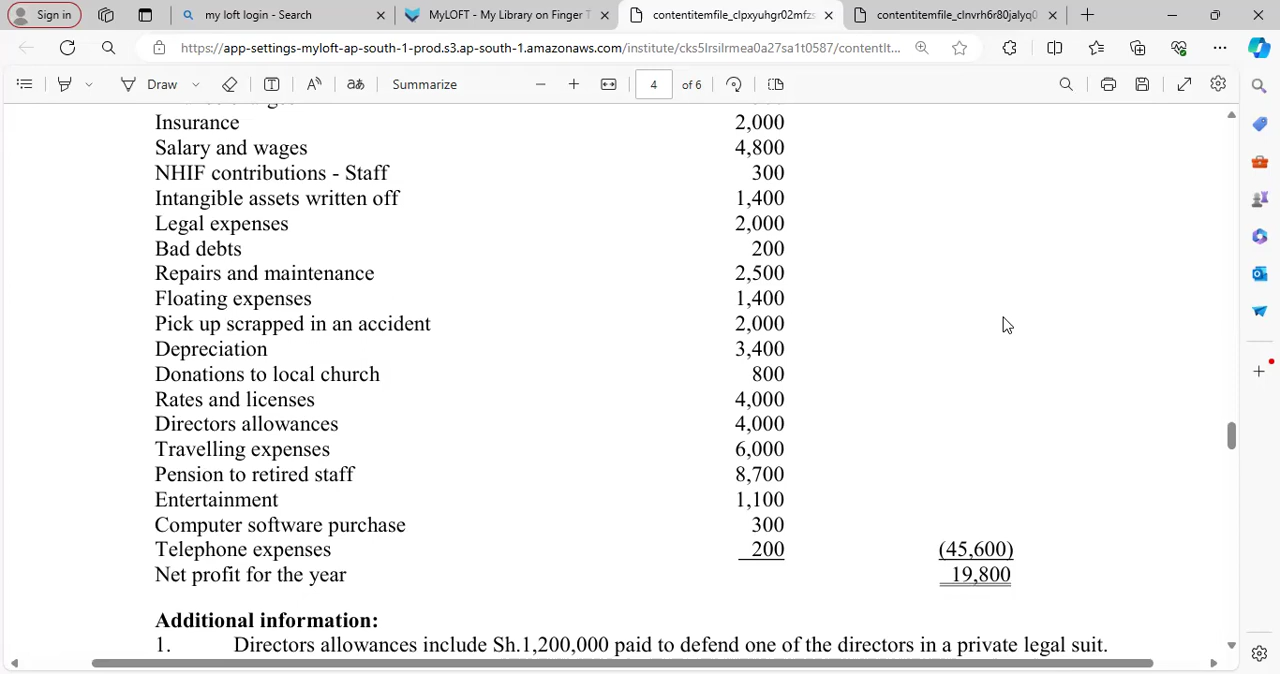 Sign in
my loft login - Search
MyLOFT - My Library on Finger T
contentitemfile_clpxyuhgr02mfzs
contentitemfile_clnvrh6r80jalyq0
https://app-settings-myloft-ap-south-1-prod.s3.ap-south-1.amazonaws.com/institute/cks5lrsilrmea0a27sa1t0587/contentIt...
Draw
aあ
Summarize
4 of 6
Insurance 2,000
Salary and wages 4,800
NHIF contributions - Staff 300
Intangible assets written off 1,400
Legal expenses 2,000
Bad debts 200
Repairs and maintenance 2,500
Floating expenses 1,400
Pick up scrapped in an accident 2,000
Depreciation 3,400
Donations to local church 800
Rates and licenses 4,000
Directors allowances 4,000
Travelling expenses 6,000
Pension to retired staff 8,700
Entertainment 1,100
Computer software purchase 300
Telephone expenses 200 (45,600)
Net profit for the year 19,800
Additional information:
1. Directors allowances include Sh.1,200,000 paid to defend one of the directors in a private legal suit.